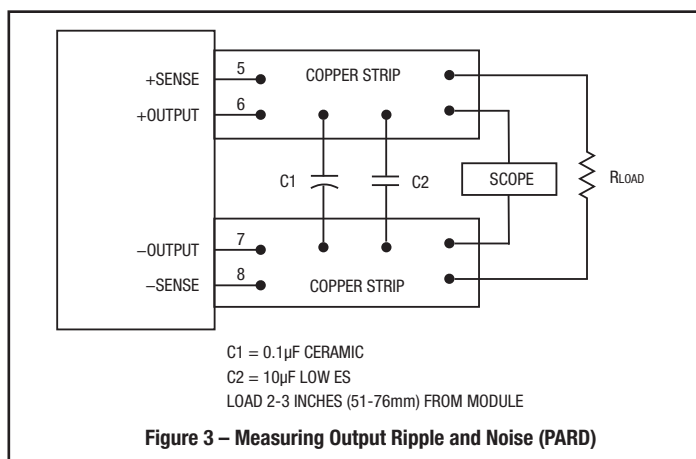 +SENSE 5 COPPER STRIP
+OUTPUT 6
C1 C2 SCOPE RLOAD
−OUTPUT 7
−SENSE 8 COPPER STRIP
C1 = 0.1µF CERAMIC
C2 = 10µF LOW ES
LOAD 2-3 INCHES (51-76mm) FROM MODULE
Figure 3 – Measuring Output Ripple and Noise (PARD)